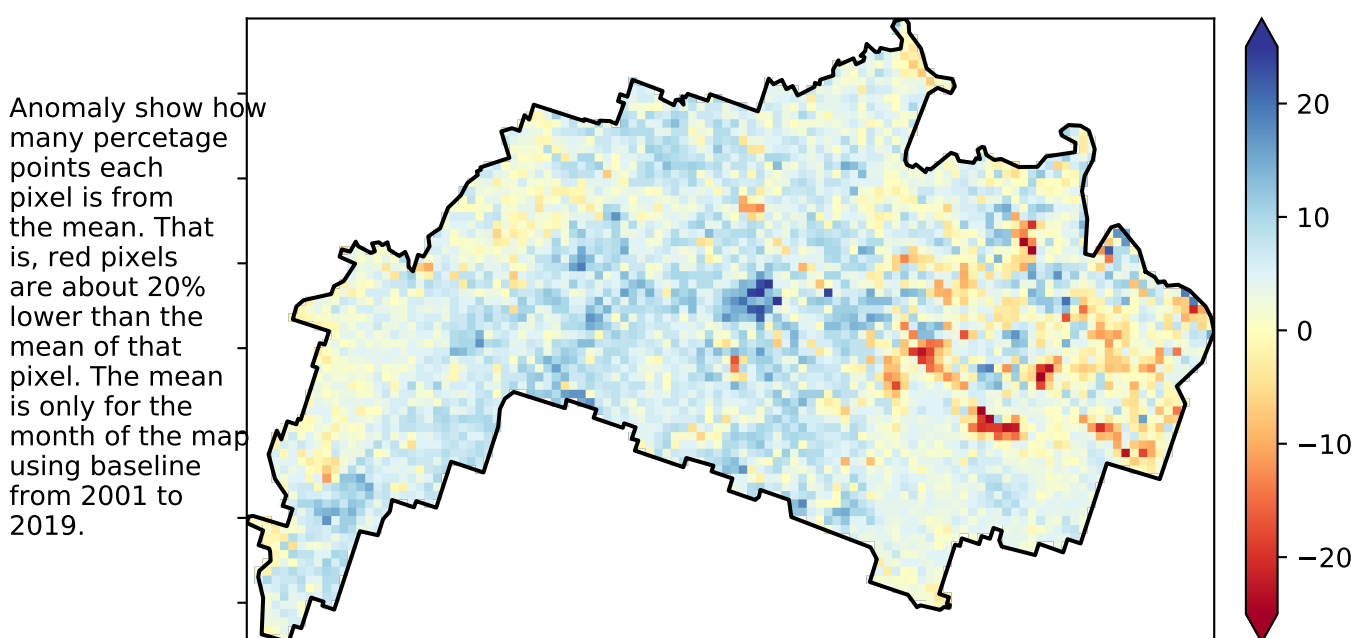 Anomaly show how
many percetage
points each
pixel is from
the mean. That
is, red pixels
are about 20%
lower than the
mean of that
pixel. The mean
is only for the
month of the map
using baseline
from 2001 to
2019.
20
10
0
−10
−20